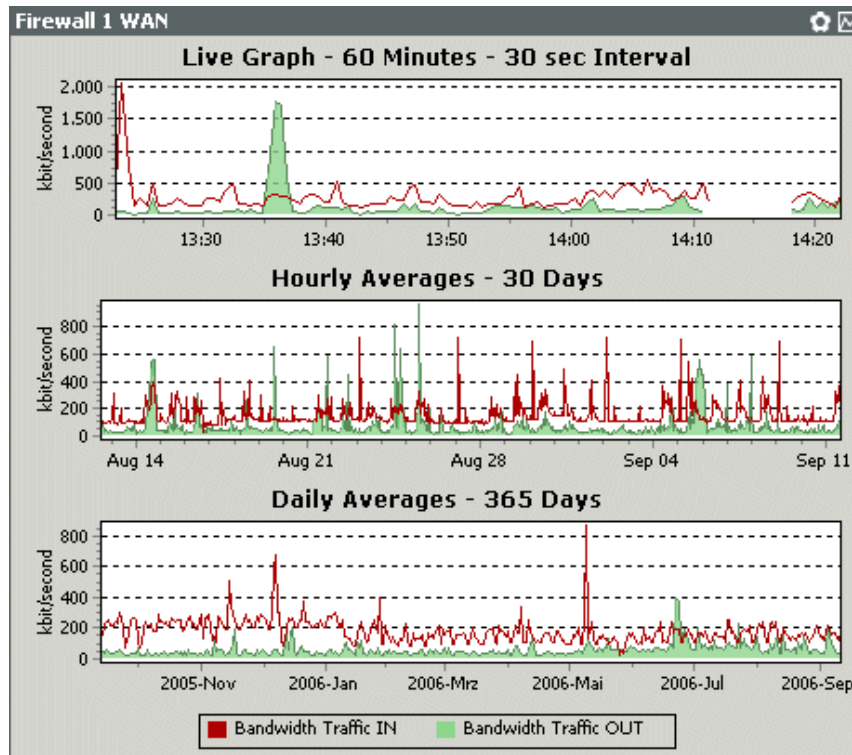 Firewall 1 WAN
Live Graph - 60 Minutes - 30 sec Interval
kbit/second
2.000
1.500
1.000
500
0
13:30 13:40 13:50 14:00 14:10 14:20
Hourly Averages - 30 Days
kbit/second
800
600
400
200
0
Aug 14 Aug 21 Aug 28 Sep 04 Sep 11
Daily Averages - 365 Days
kbit/second
800
600
400
200
0
2005-Nov 2006-Jan 2006-Mrz 2006-Mai 2006-Jul 2006-Sep
Bandwidth Traffic IN Bandwidth Traffic OUT